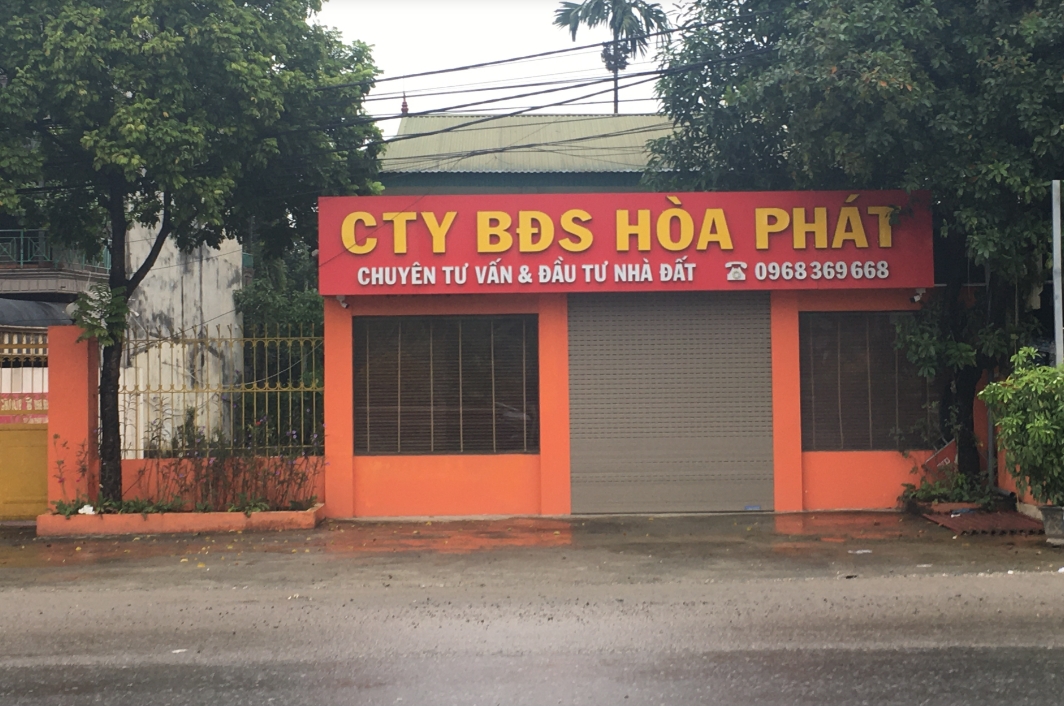 CTY BĐS HÒA PHÁT
CHUYÊN TƯ VẤN & ĐẦU TƯ NHÀ ĐẤT ☎ 0968 369 668